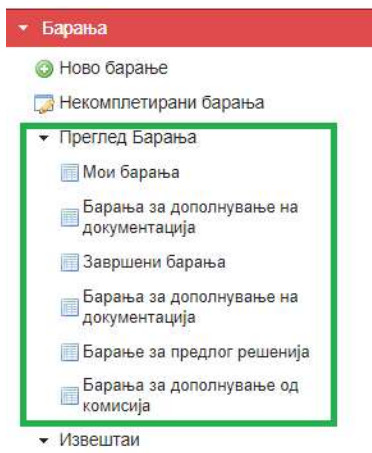 Барања
Ново барање
Некомплетирани барања
Преглед Барања
Мои барања
Барања за дополнување на
документација
Завршени барања
Барања за дополнување на
документација
Барање за предлог решенија
Барања за дополнување од
комисија
Извештаи